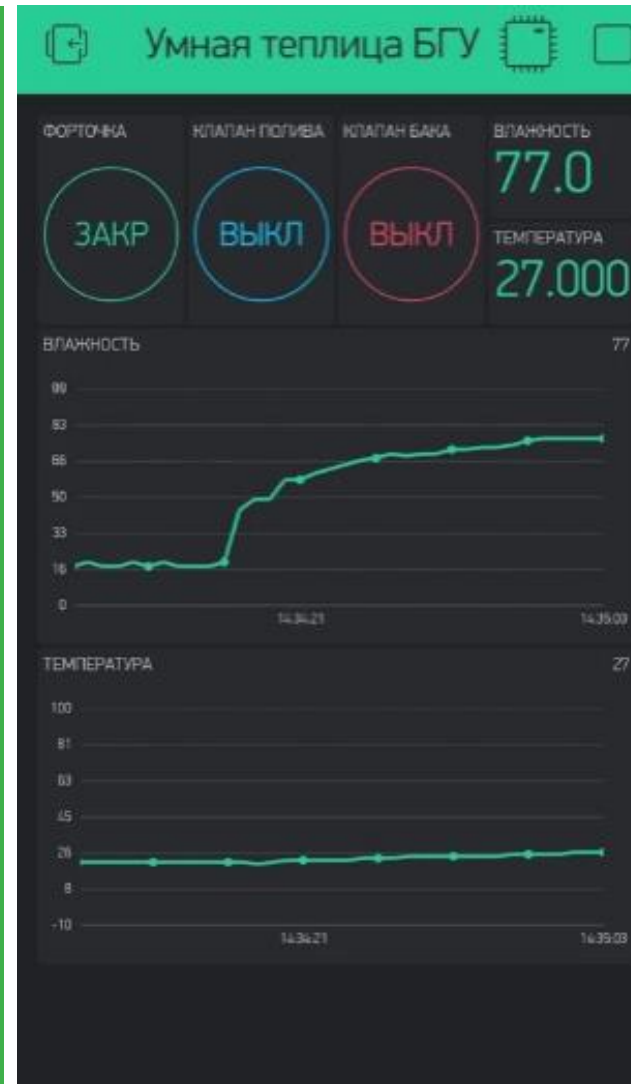 Умная теплица БГУ
ФОРТОЧКА
КЛАПАН ПОЛИВА
КЛАПАН БАКА
ВЛАЖНОСТЬ
ЗАКР
ВЫКЛ
ВЫКЛ
77.0
ТЕМПЕРАТУРА
27.000
ВЛАЖНОСТЬ
77
99
83
66
50
33
16
0
14:34:21
14:35:03
ТЕМПЕРАТУРА
27
100
81
63
45
26
8
-10
14:34:21
14:35:03